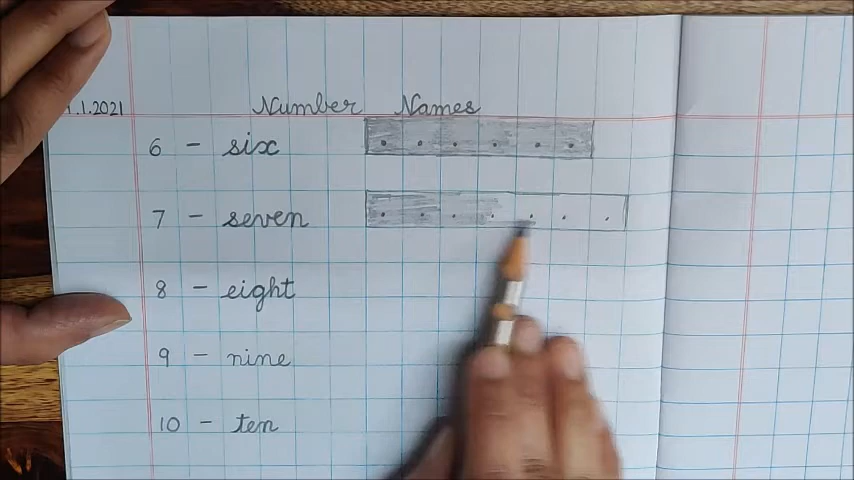 1.1.2021 Number Names
6 - six
7 - seven
8 - eight
9 - nine
10 - ten